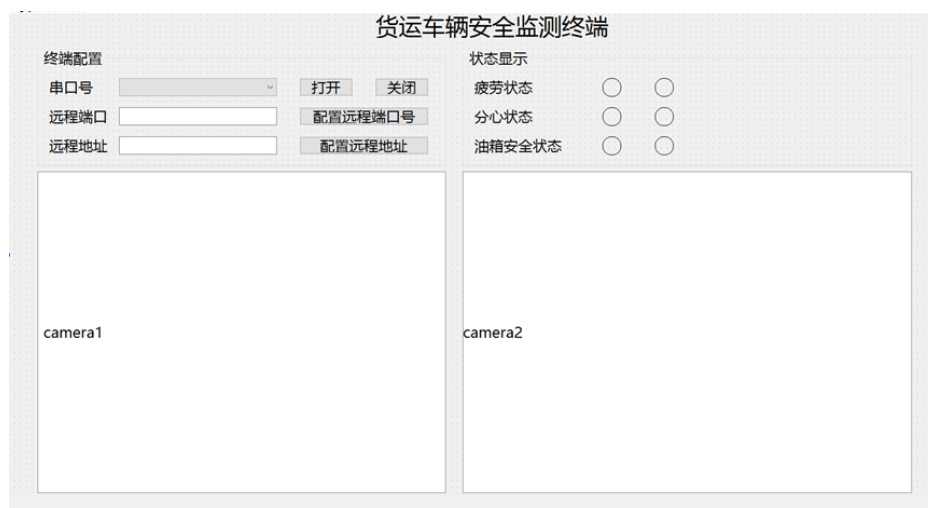 货运车辆安全监测终端
终端配置
串口号 打开 关闭
远程端口 配置远程端口号
远程地址 配置远程地址
状态显示
疲劳状态
分心状态
油箱安全状态
camera1
camera2